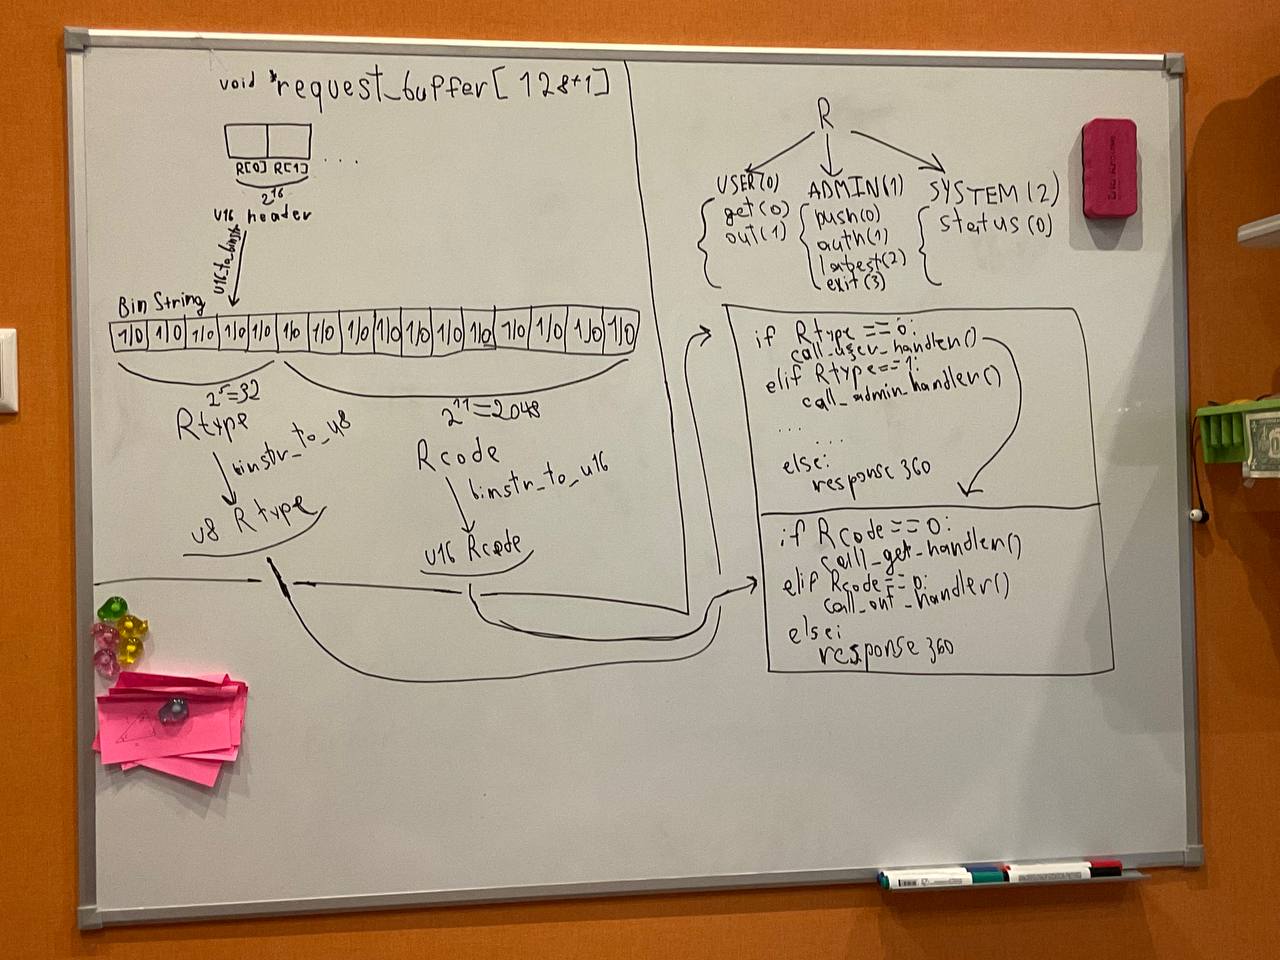 void *request_buffer[128+1]
R[0] R[1] ....
2^16
U16 header
U16_to_binstr
Bin String
1/0 1/0 1/0 1/0 1/0 1/0 1/0 1/0 1/0 1/0 1/0 1/0 1/0 1/0 1/0 1/0
2^5=32
2^11=2048
Rtype
binstr_to_u8
u8 Rtype
Rcode
binstr_to_u16
U16 Rcode
R
USER(0)
get(0)
out(1)
ADMIN(1)
push(0)
auth(1)
latest(2)
exit(3)
SYSTEM(2)
status(0)
if Rtype == 0:
call_user_handler()
elif Rtype==1:
call_admin_handler()
...
...
else:
response 360
if Rcode == 0:
call_get_handler()
elif Rcode == 0:
call_out_handler()
else:
response 360